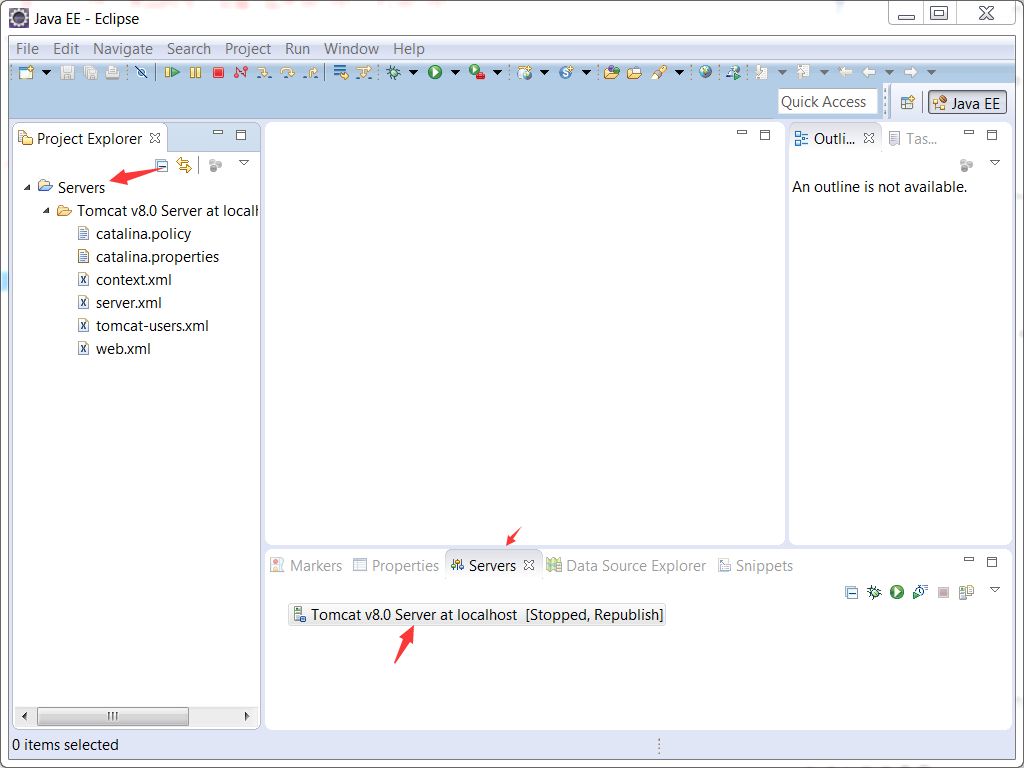 Java EE - Eclipse
File Edit Navigate Search Project Run Window Help
Quick Access
Java EE
Project Explorer
Servers
Tomcat v8.0 Server at local
catalina.policy
catalina.properties
context.xml
server.xml
tomcat-users.xml
web.xml
Outli... Tas...
An outline is not available.
Markers Properties Servers Data Source Explorer Snippets
Tomcat v8.0 Server at localhost [Stopped, Republish]
0 items selected